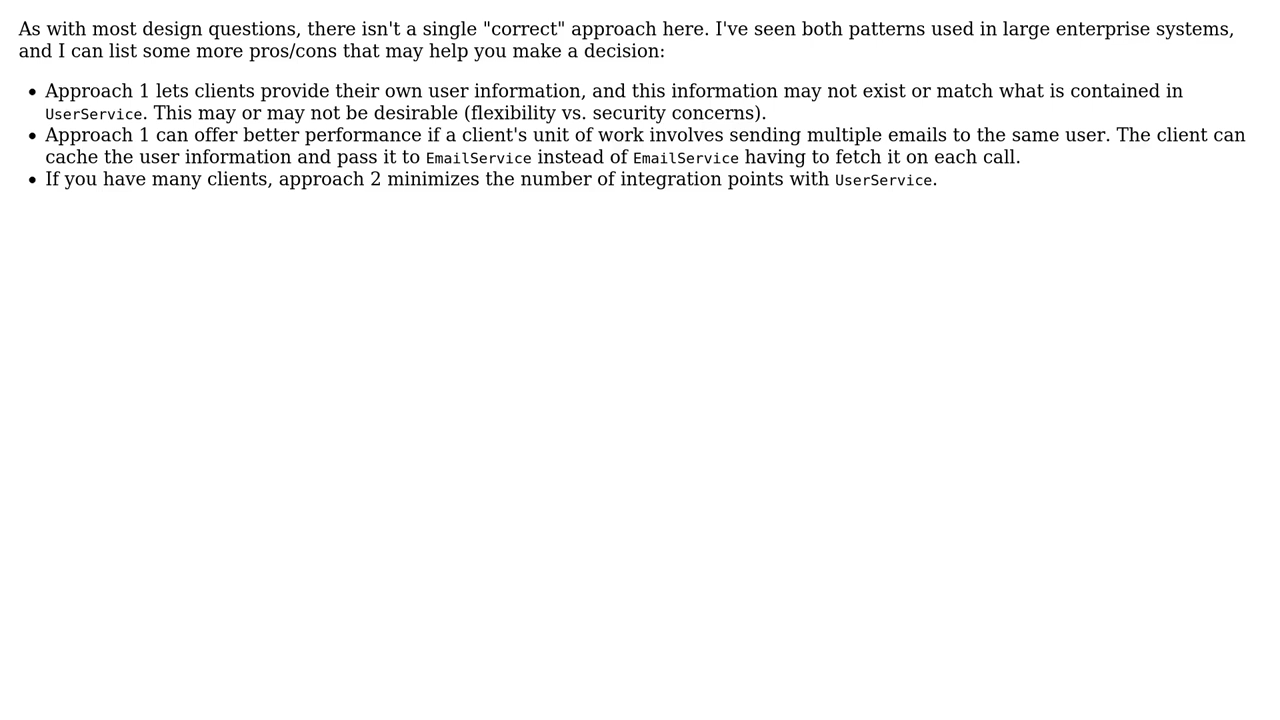 As with most design questions, there isn't a single "correct" approach here. I've seen both patterns used in large enterprise systems,
and I can list some more pros/cons that may help you make a decision:
• Approach 1 lets clients provide their own user information, and this information may not exist or match what is contained in
UserService. This may or may not be desirable (flexibility vs. security concerns).
• Approach 1 can offer better performance if a client's unit of work involves sending multiple emails to the same user. The client can
cache the user information and pass it to EmailService instead of EmailService having to fetch it on each call.
• If you have many clients, approach 2 minimizes the number of integration points with UserService.